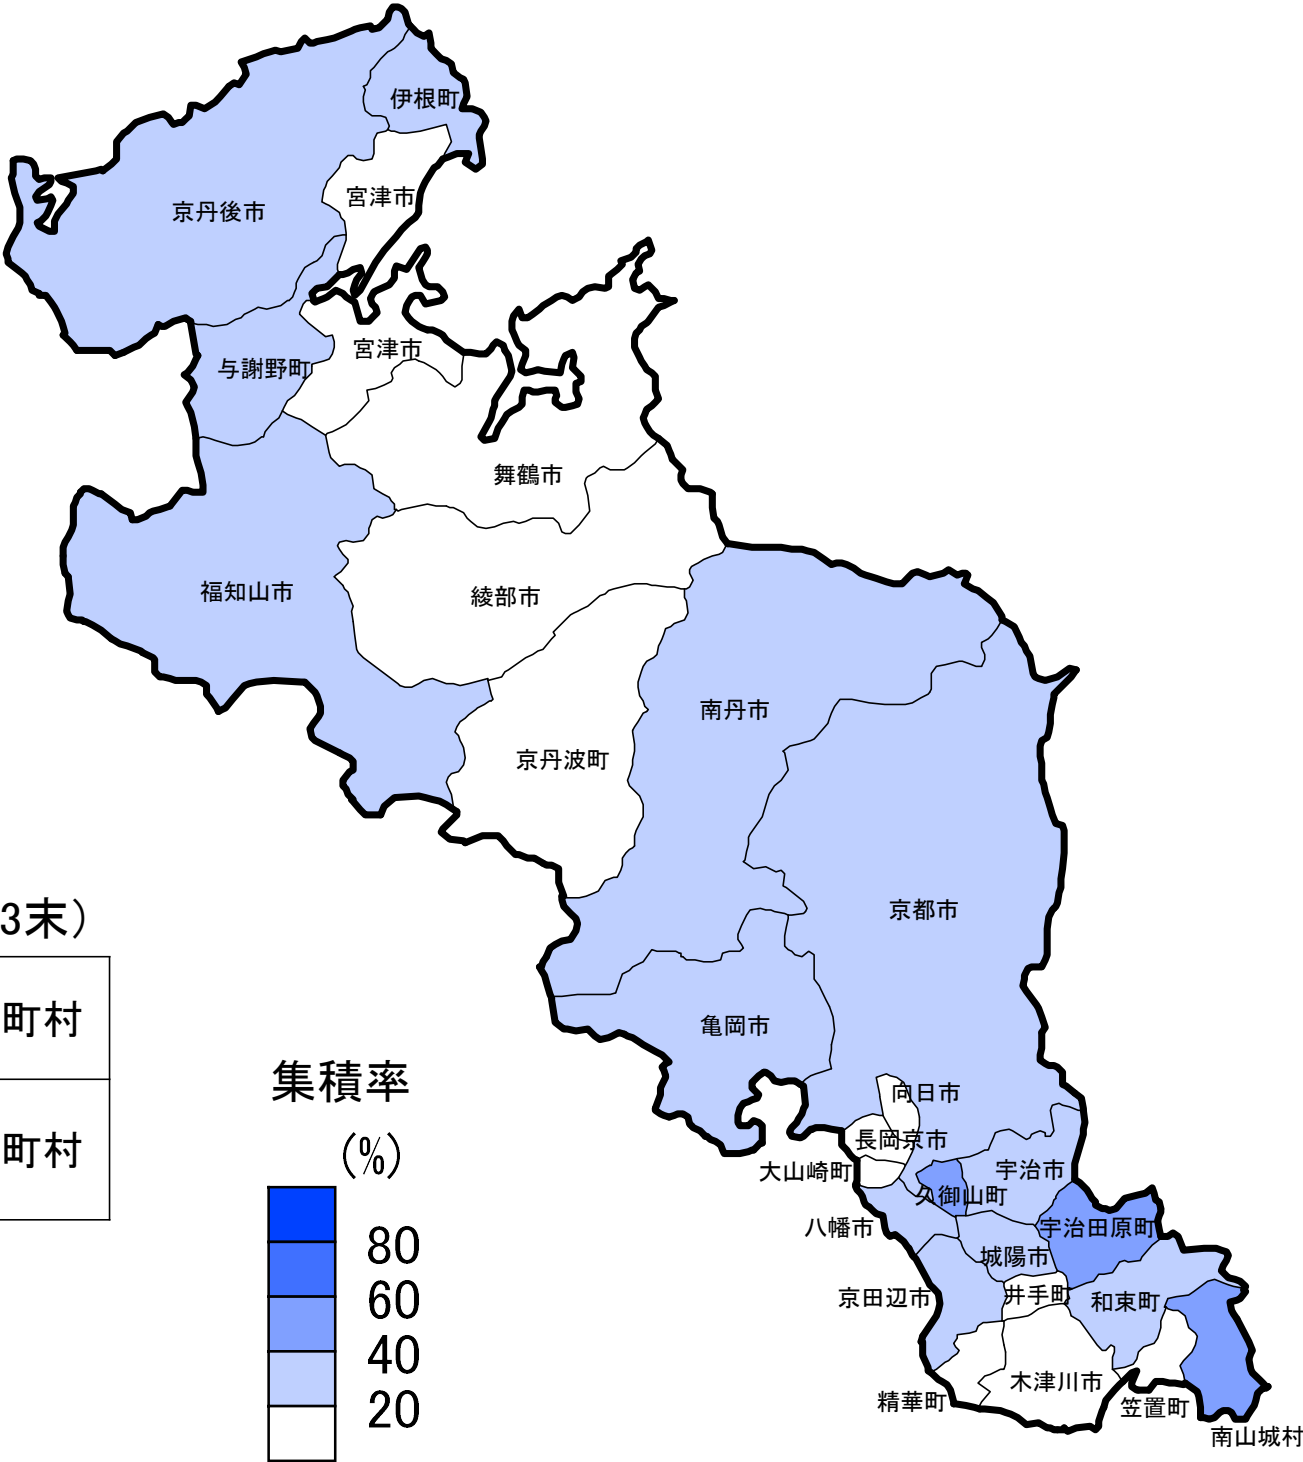 伊根町
宮津市
京丹後市
宮津市
与謝野町
舞鶴市
福知山市
綾部市
南丹市
京丹波町
京都市
3末）
町村
亀岡市
町村
集積率
(%)
向日市
長岡京市
大山崎町
宇治市
久御山町
八幡市
宇治田原町
城陽市
京田辺市
井手町
和束町
木津川市
精華町
笠置町
南山城村
80
60
40
20